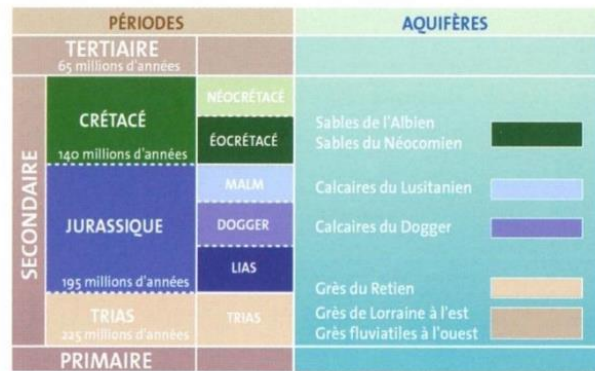 PÉRIODES
AQUIFÈRES
TERTIAIRE
65 millions d'années
SECONDAIRE
CRÉTACÉ
140 millions d'années
NÉOCRÉTACÉ
ÉOCRÉTACÉ
Sables de l'Albien
Sables du Néocomien
JURASSIQUE
195 millions d'années
MALM
Calcaires du Lusitanien
DOGGER
Calcaires du Dogger
LIAS
TRIAS
225 millions d'années
TRIAS
Grès du Retien
Grès de Lorraine à l'est
Grès fluviatiles à l'ouest
PRIMAIRE